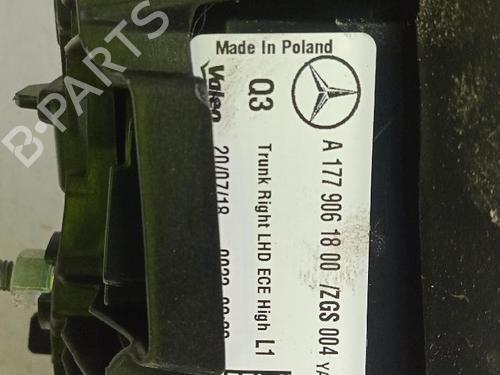 B-PARTS
Made In Poland
Valeo
Q3
A 177 906 18 00 /ZGS 004
Trunk Right LHD ECE High L1
20/07/18